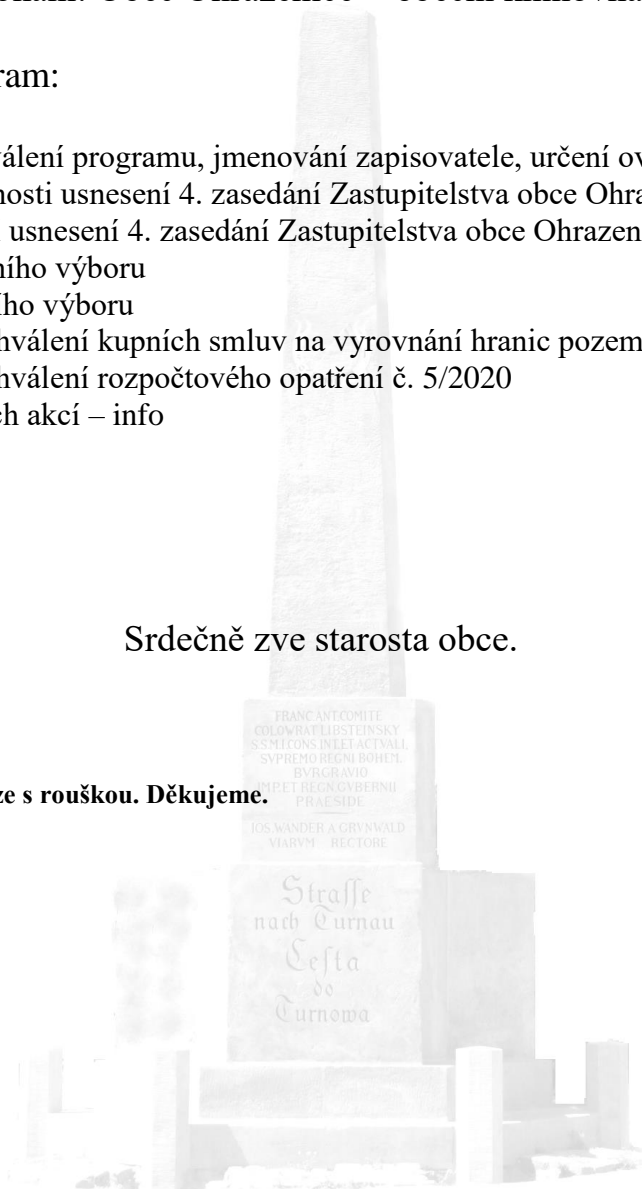 ram:
válení programu, jmenování zapisovatele, určení ov
nosti usnesení 4. zasedání Zastupitelstva obce Ohra
usnesení 4. zasedání Zastupitelstva obce Ohrazen
ního výboru
ího výboru
hválení kupních smluv na vyrovnání hranic pozem
hválení rozpočtového opatření č. 5/2020
ch akcí – info
Srdečně zve starosta obce.
ze s rouškou. Děkujeme.
FRANC.ANT.COMITE
COLOWRAT LIBSTEINSKY
S.S.M.I.CONS INT.ET ACTVALI,
SVPREMO REGNI BOHEM.
BVRGRAVIO
IMP.ET REGN GVBERNII
PRAESIDE
IOS.WANDER A GRVNWALD
VIARVM RECTORE
Straſſe
nach Turnau
Ceſta
do
Turnowa